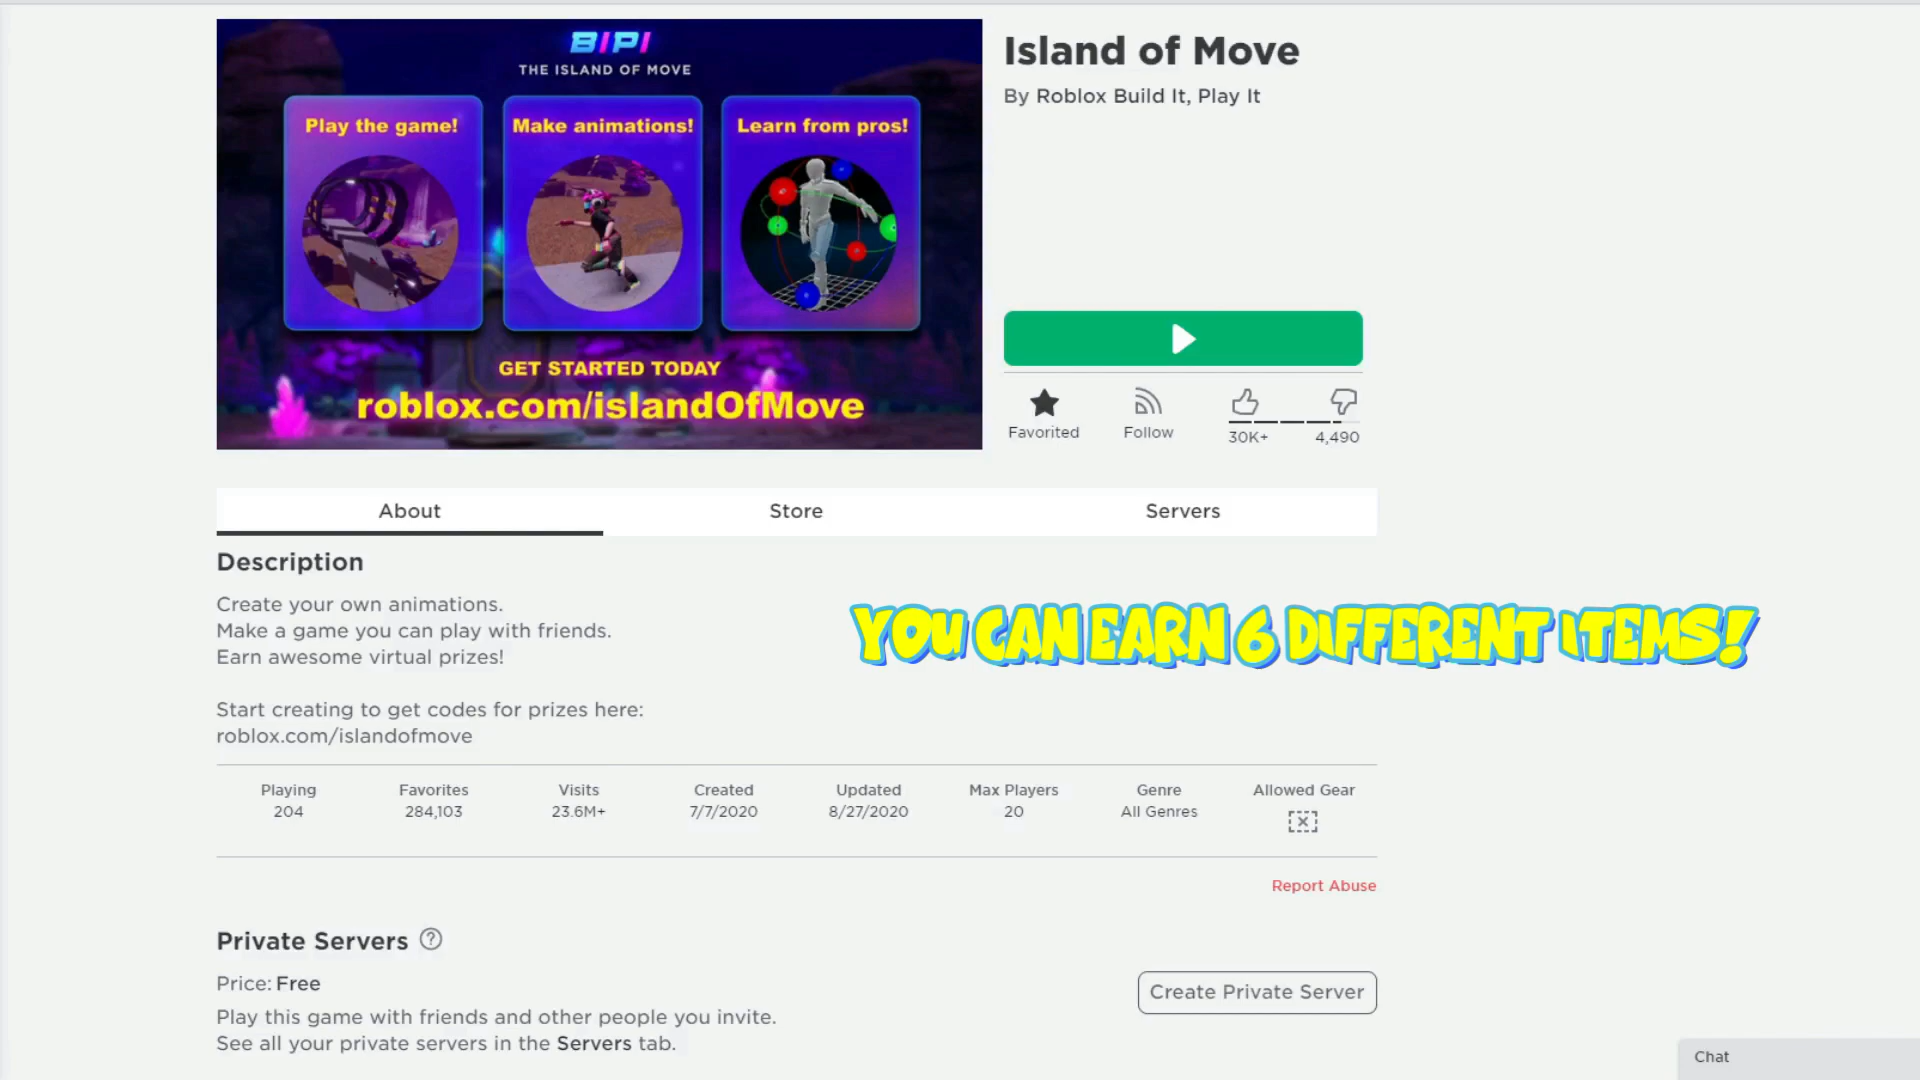 BIPI
THE ISLAND OF MOVE
Play the game!
Make animations!
Learn from pros!
GET STARTED TODAY
roblox.com/islandOfMove
Island of Move
By Roblox Build It, Play It
Favorited
Follow
30K+
4,490
About
Store
Servers
Description
Create your own animations.
Make a game you can play with friends.
Earn awesome virtual prizes!
YOU CAN EARN 6 DIFFERENT ITEMS!
Start creating to get codes for prizes here:
roblox.com/islandofmove
Playing
204
Favorites
284,103
Visits
23.6M+
Created
7/7/2020
Updated
8/27/2020
Max Players
20
Genre
All Genres
Allowed Gear
Report Abuse
Private Servers
Price: Free
Create Private Server
Play this game with friends and other people you invite.
See all your private servers in the Servers tab.
Chat